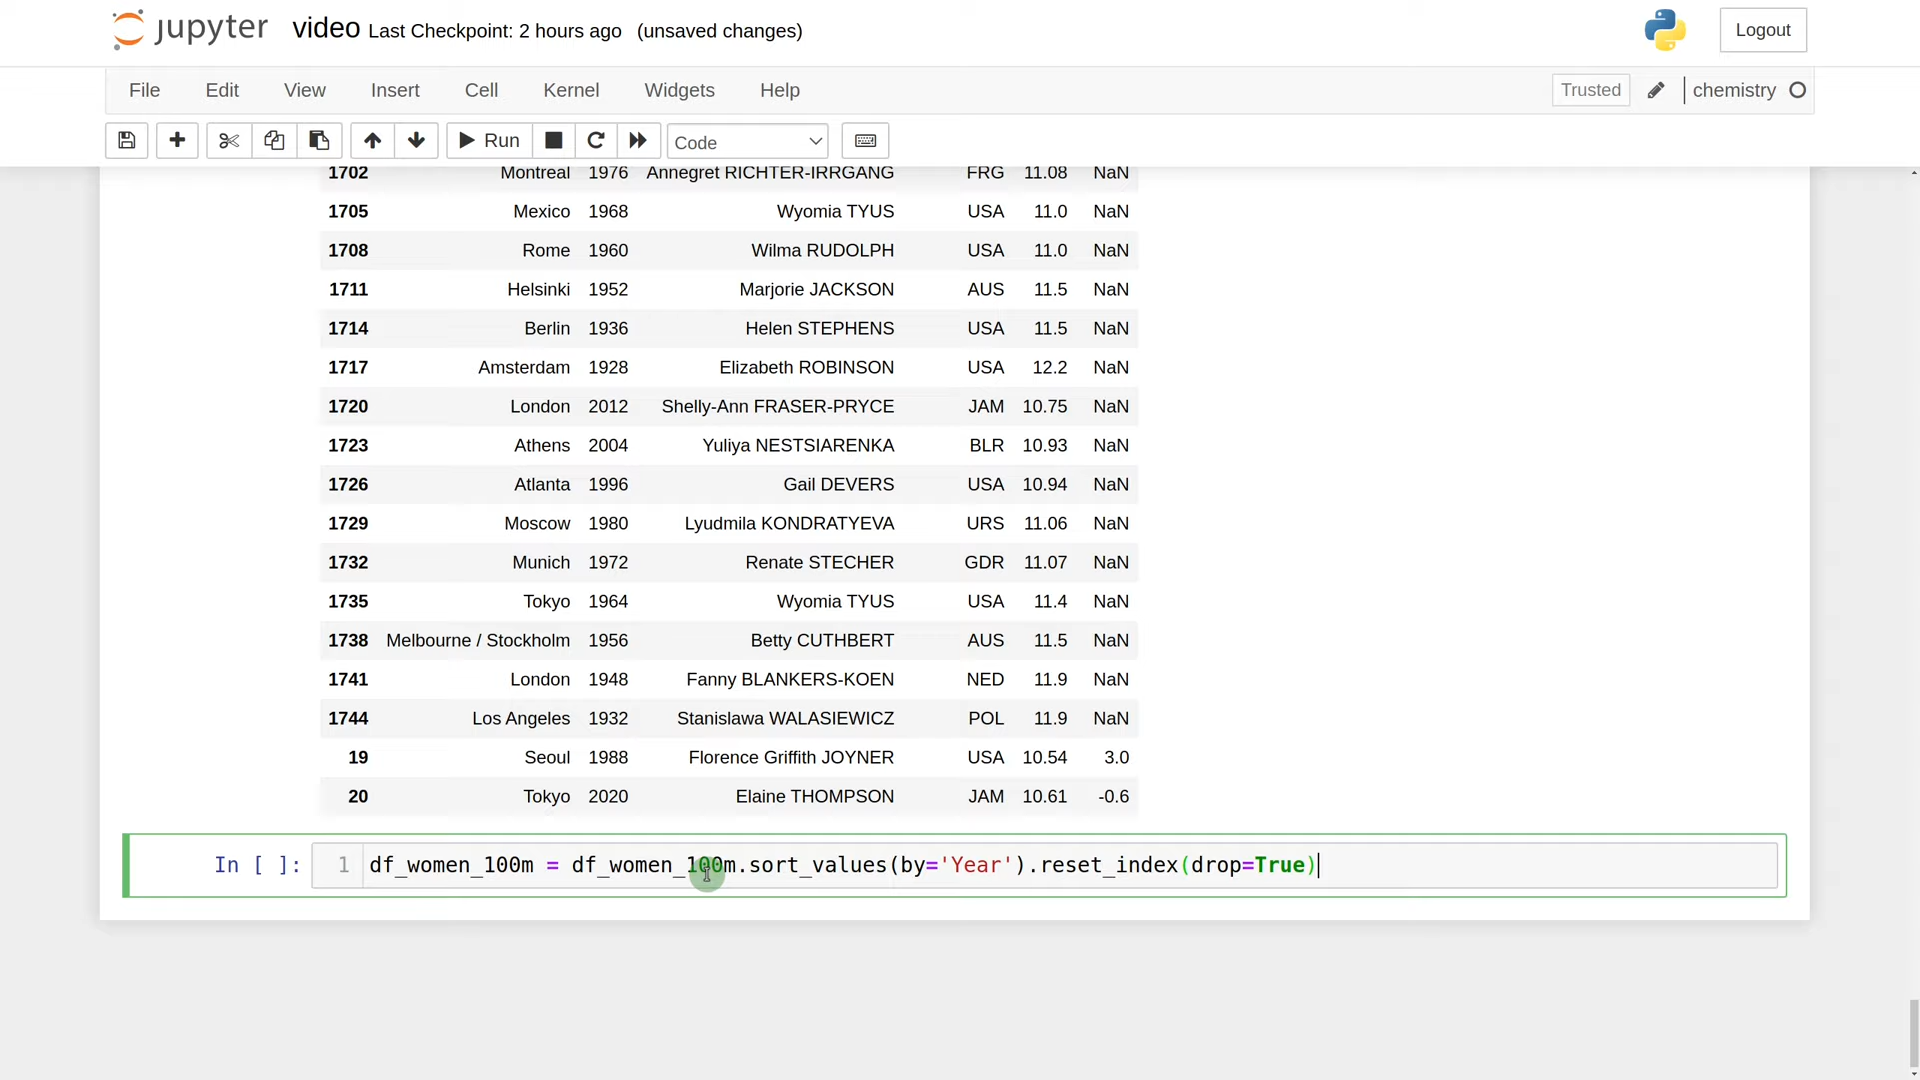 jupyter video Last Checkpoint: 2 hours ago (unsaved changes) Logout
File Edit View Insert Cell Kernel Widgets Help Trusted chemistry
Run Code
1702 Montreal 1976 Annegret RICHTER-IRRGANG FRG 11.08 NaN
1705 Mexico 1968 Wyomia TYUS USA 11.0 NaN
1708 Rome 1960 Wilma RUDOLPH USA 11.0 NaN
1711 Helsinki 1952 Marjorie JACKSON AUS 11.5 NaN
1714 Berlin 1936 Helen STEPHENS USA 11.5 NaN
1717 Amsterdam 1928 Elizabeth ROBINSON USA 12.2 NaN
1720 London 2012 Shelly-Ann FRASER-PRYCE JAM 10.75 NaN
1723 Athens 2004 Yuliya NESTSIARENKA BLR 10.93 NaN
1726 Atlanta 1996 Gail DEVERS USA 10.94 NaN
1729 Moscow 1980 Lyudmila KONDRATYEVA URS 11.06 NaN
1732 Munich 1972 Renate STECHER GDR 11.07 NaN
1735 Tokyo 1964 Wyomia TYUS USA 11.4 NaN
1738 Melbourne / Stockholm 1956 Betty CUTHBERT AUS 11.5 NaN
1741 London 1948 Fanny BLANKERS-KOEN NED 11.9 NaN
1744 Los Angeles 1932 Stanislawa WALASIEWICZ POL 11.9 NaN
19 Seoul 1988 Florence Griffith JOYNER USA 10.54 3.0
20 Tokyo 2020 Elaine THOMPSON JAM 10.61 -0.6
In [ ]: 1 df_women_100m = df_women_100m.sort_values(by='Year').reset_index(drop=True)